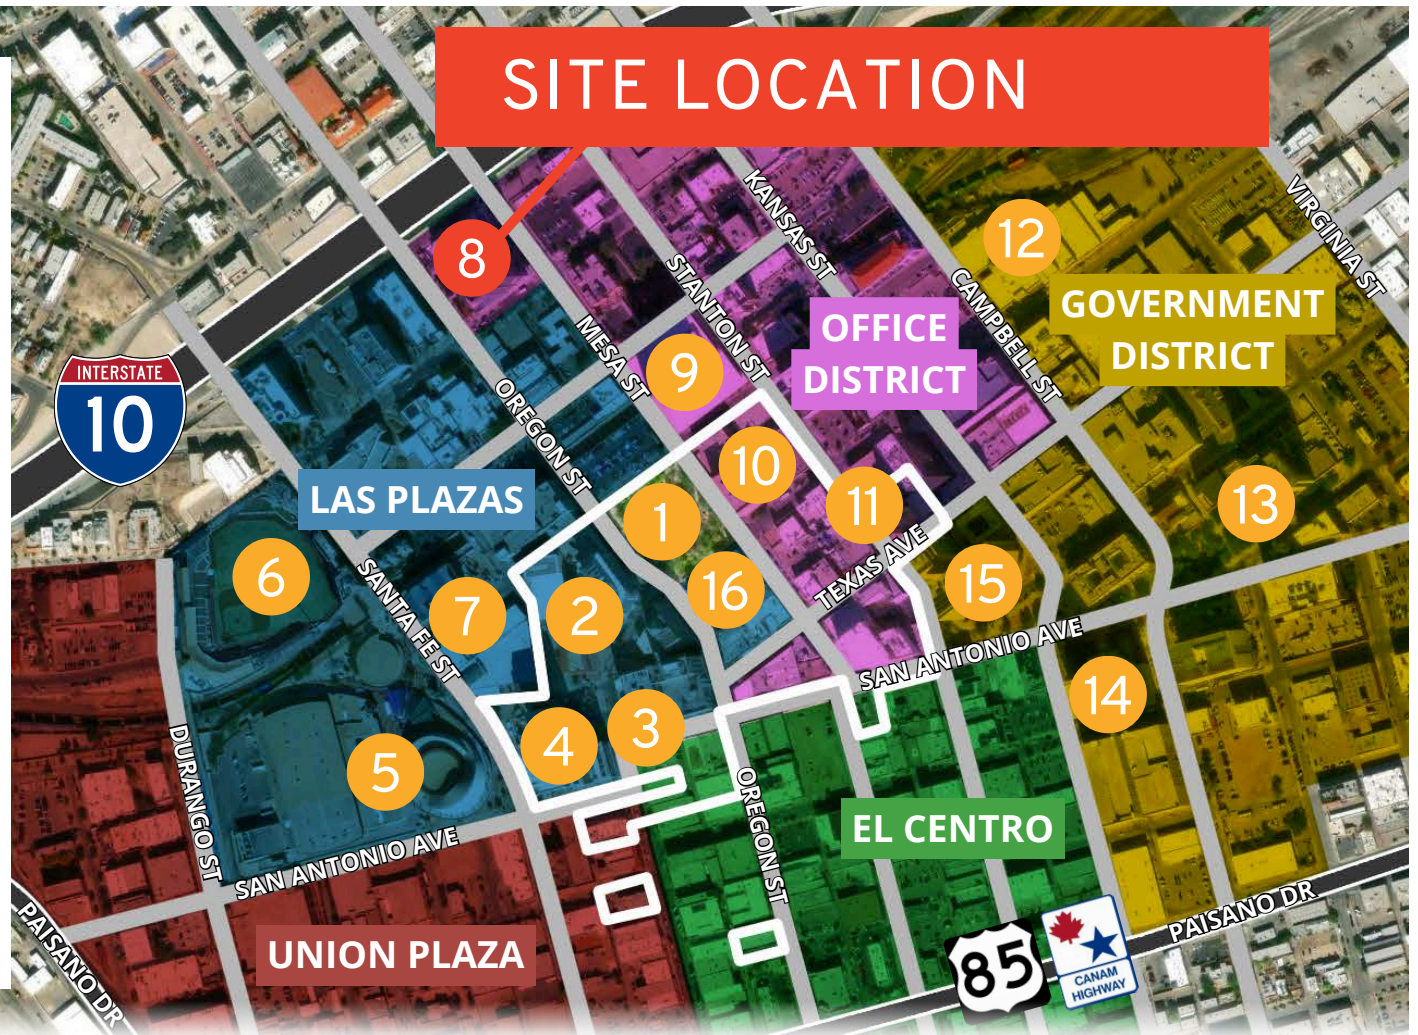 SITE LOCATION
8
12
KANSAS ST
VIRGINIA ST
STANTON ST
CAMPBELL ST
GOVERNMENT
DISTRICT
OFFICE
DISTRICT
MESA ST
9
INTERSTATE
10
OREGON ST
10
LAS PLAZAS
1
11
13
TEXAS AVE
6
SANTA FE ST
7
2
16
15
SAN ANTONIO AVE
14
3
4
5
DURANGO ST
OREGON ST
EL CENTRO
SAN ANTONIO AVE
PAISANO DR
UNION PLAZA
PAISANO DR
85
CANAM
HIGHWAY